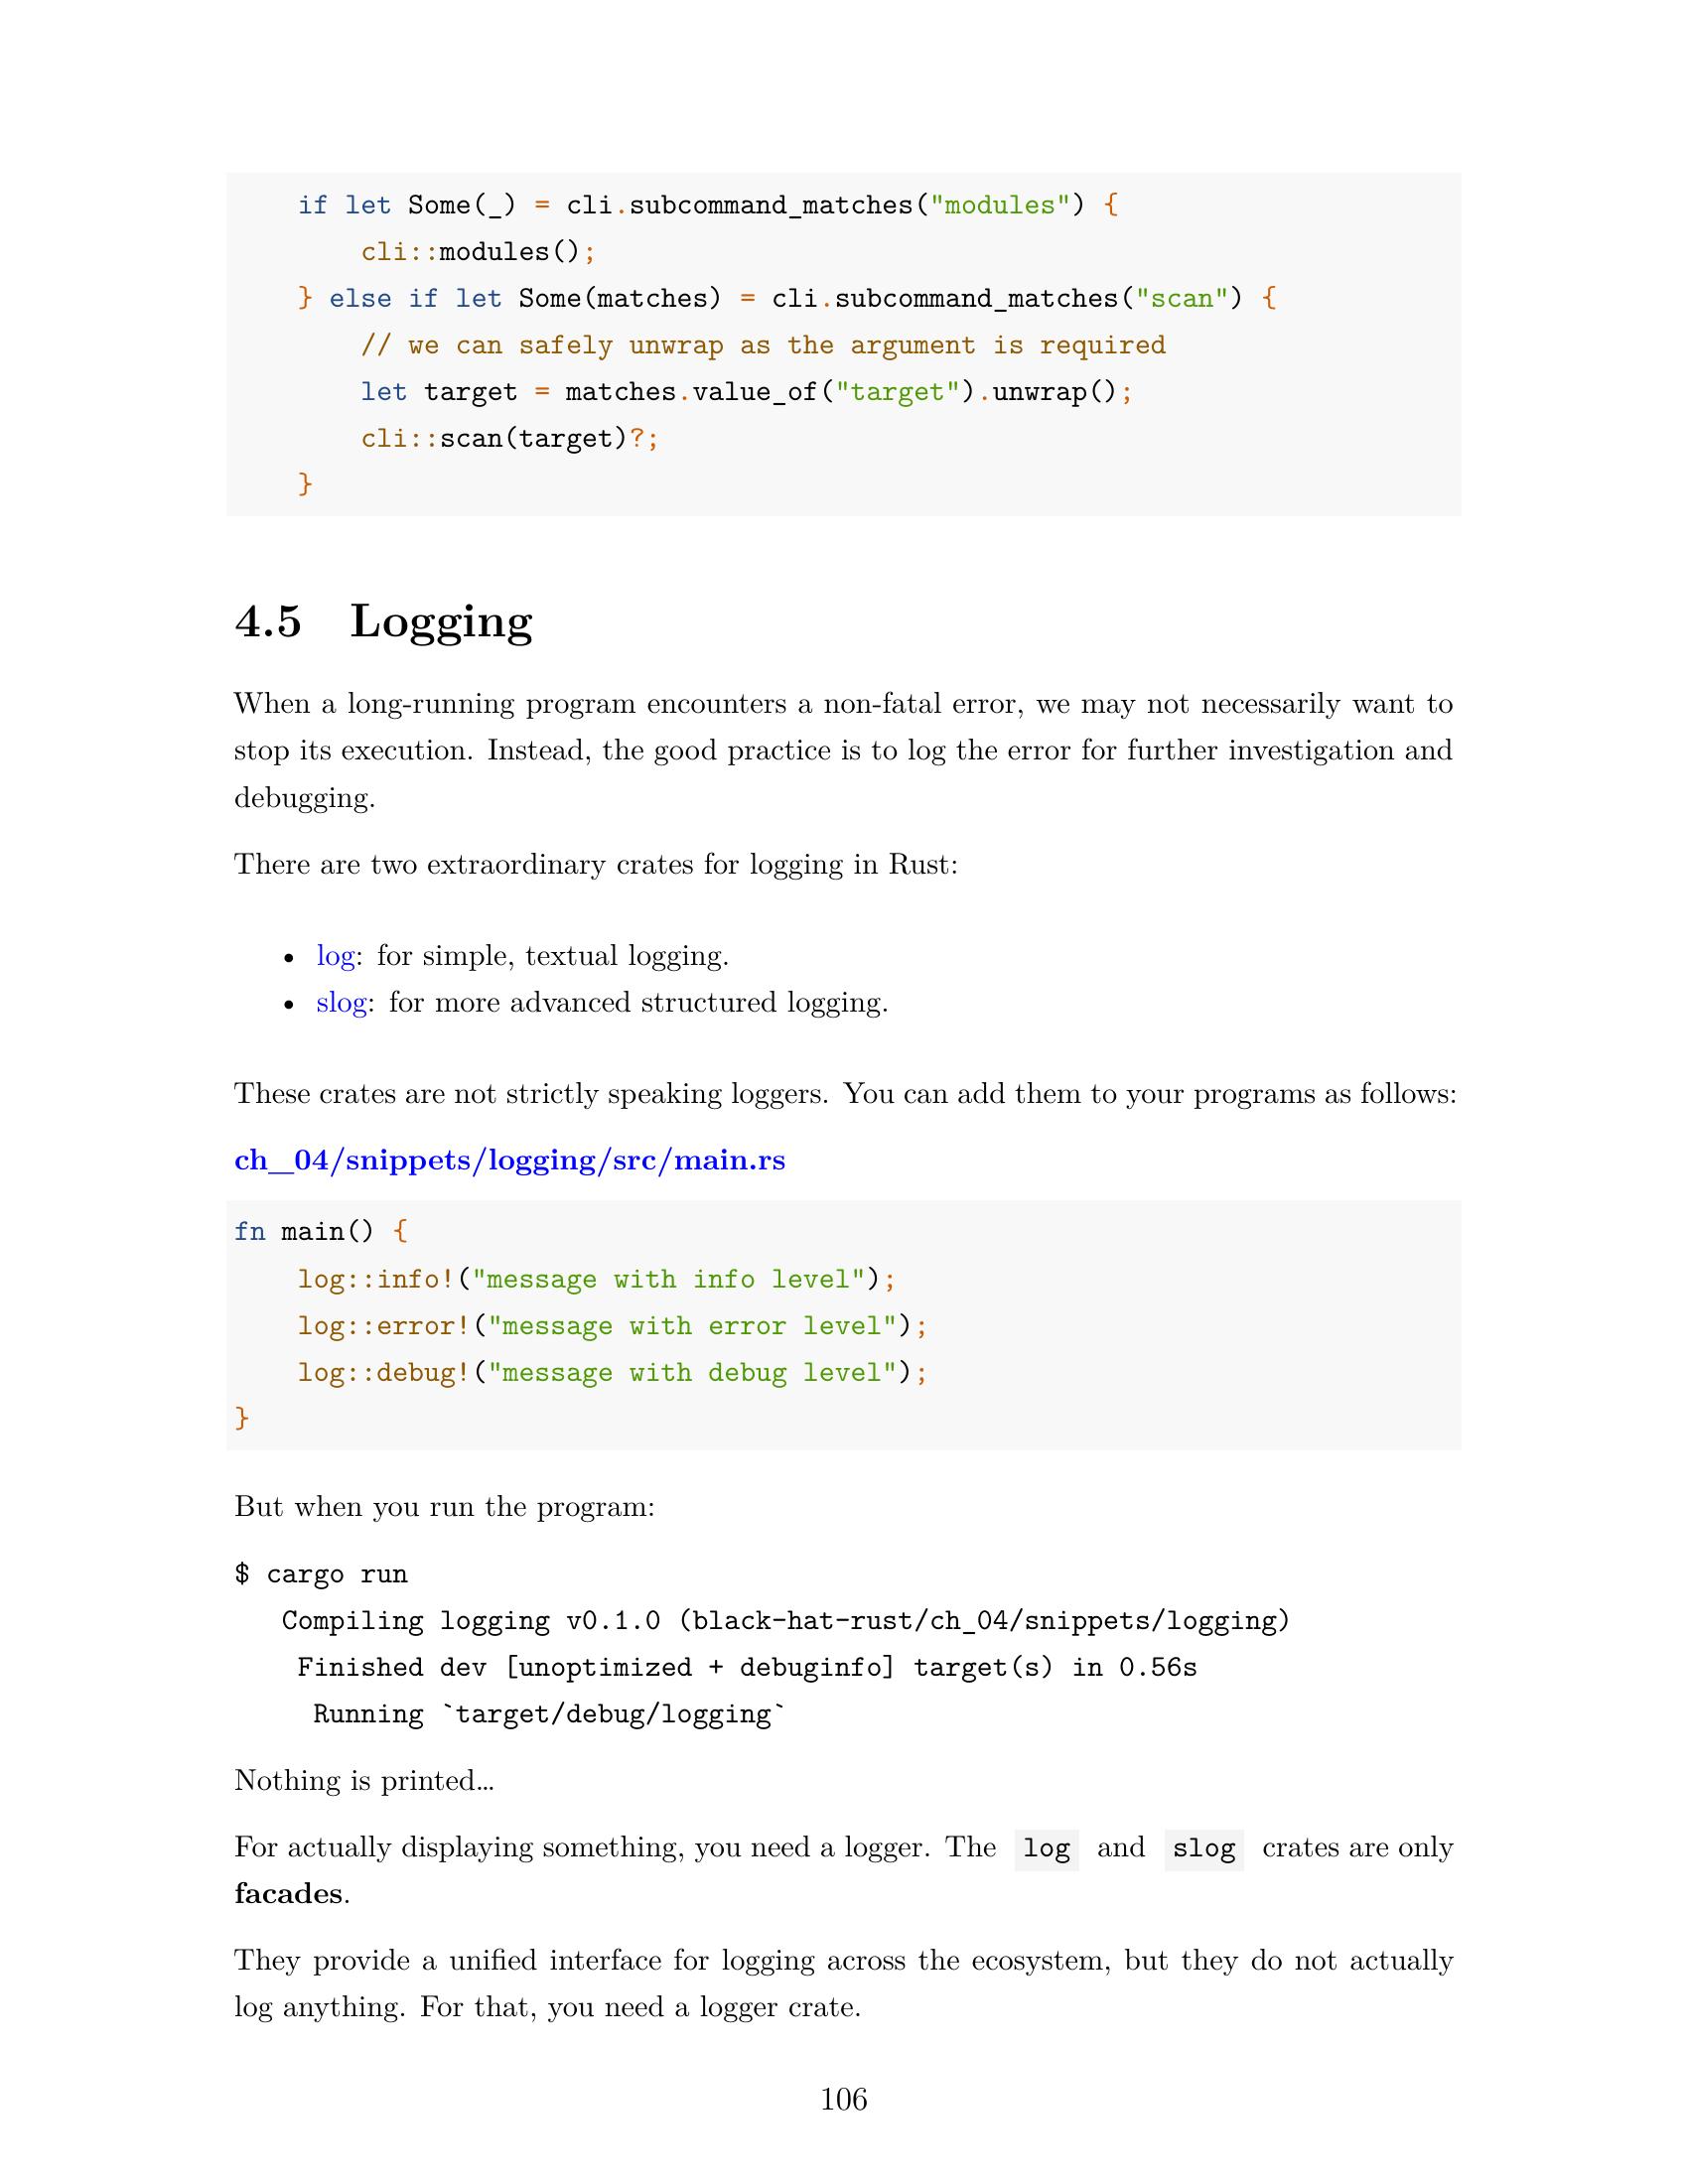 if let Some(_) = cli.subcommand_matches("modules") {
        cli::modules();
    } else if let Some(matches) = cli.subcommand_matches("scan") {
        // we can safely unwrap as the argument is required
        let target = matches.value_of("target").unwrap();
        cli::scan(target)?;
    }
4.5 Logging
When a long-running program encounters a non-fatal error, we may not necessarily want to
stop its execution. Instead, the good practice is to log the error for further investigation and
debugging.
There are two extraordinary crates for logging in Rust:
• log: for simple, textual logging.
• slog: for more advanced structured logging.
These crates are not strictly speaking loggers. You can add them to your programs as follows:
ch_04/snippets/logging/src/main.rs
fn main() {
    log::info!("message with info level");
    log::error!("message with error level");
    log::debug!("message with debug level");
}
But when you run the program:
$ cargo run
   Compiling logging v0.1.0 (black-hat-rust/ch_04/snippets/logging)
    Finished dev [unoptimized + debuginfo] target(s) in 0.56s
     Running `target/debug/logging`
Nothing is printed…
For actually displaying something, you need a logger. The log and slog crates are only
facades.
They provide a unified interface for logging across the ecosystem, but they do not actually
log anything. For that, you need a logger crate.
106